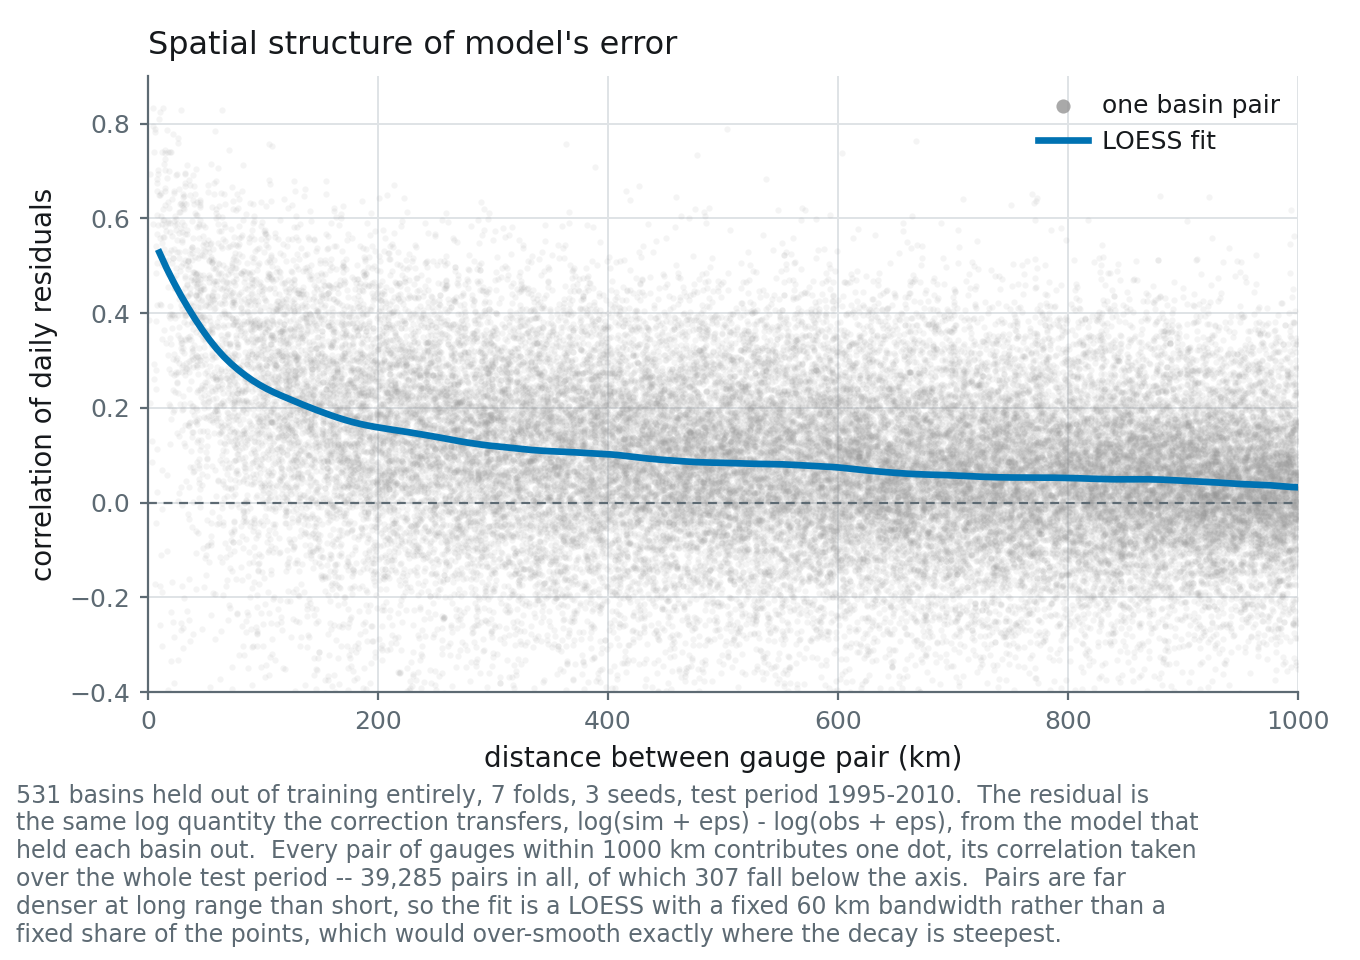 Spatial structure of model's error
one basin pair
LOESS fit
correlation of daily residuals
0.8
0.6
0.4
0.2
0.0
−0.2
−0.4
0
200
400
600
800
1000
distance between gauge pair (km)
531 basins held out of training entirely, 7 folds, 3 seeds, test period 1995-2010.  The residual is
the same log quantity the correction transfers, log(sim + eps) - log(obs + eps), from the model that
held each basin out.  Every pair of gauges within 1000 km contributes one dot, its correlation taken
over the whole test period -- 39,285 pairs in all, of which 307 fall below the axis.  Pairs are far
denser at long range than short, so the fit is a LOESS with a fixed 60 km bandwidth rather than a
fixed share of the points, which would over-smooth exactly where the decay is steepest.